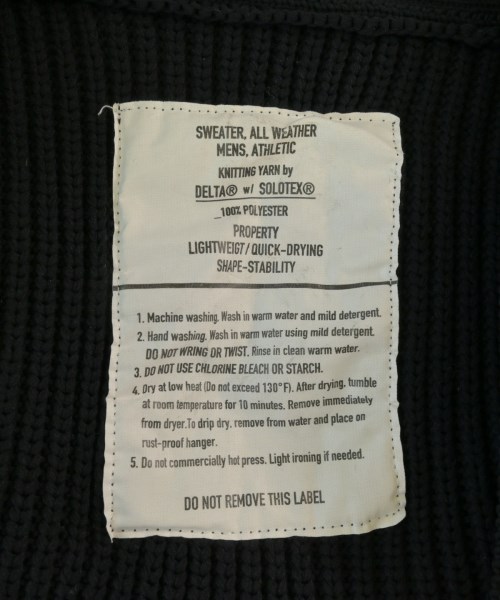 SWEATER, ALL WEATHER
MENS, ATHLETIC
KNITTING YARN by
DELTA® w/ SOLOTEX®
_100% POLYESTER
PROPERTY
LIGHTWEIGT/QUICK-DRYING
SHAPE-STABILITY
1. Machine washing. Wash in warm water and mild detergent.
2. Hand washing. Wash in warm water using mild detergent.
DO NOT WRING OR TWIST. Rinse in clean warm water.
3. DO NOT USE CHLORINE BLEACH OR STARCH.
4. Dry at low heat (Do not exceed 130°F). After drying, tumble
at room temperature for 10 minutes. Remove immediately
from dryer.To drip dry, remove from water and place on
rust-proof hanger.
5. Do not commercially hot press. Light ironing if needed.
DO NOT REMOVE THIS LABEL